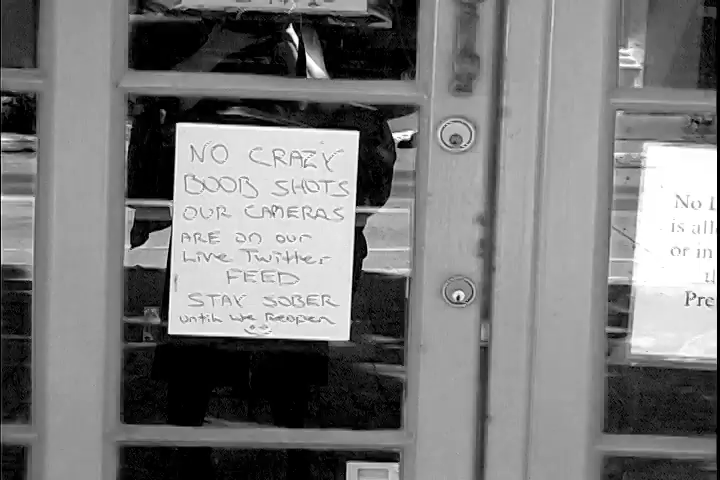 NO CRAZY
BOOB SHOTS
OUR CAMERAS
ARE ON OUR
Live Twitter
FEED
STAY SOBER
until we Reopen
No
is all
or in
Pre